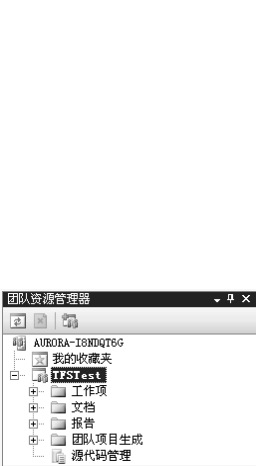 团队资源管理器
AURORA-I8NDQT6G
我的收藏夹
TFSTest
工作项
文档
报告
团队项目生成
源代码管理